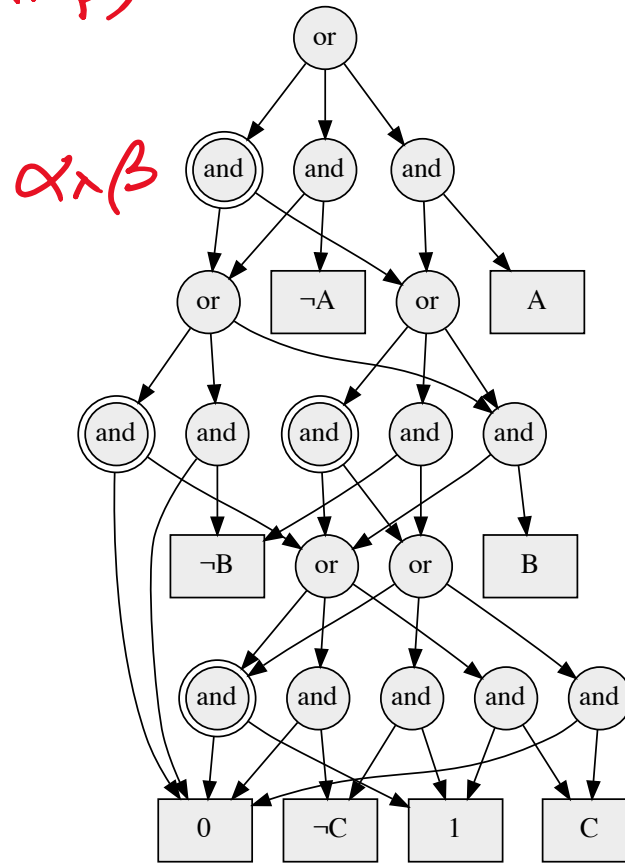 or
α∧β
and and and
or ¬A or A
and and and and and
¬B or or B
and and and and and
0 ¬C 1 C